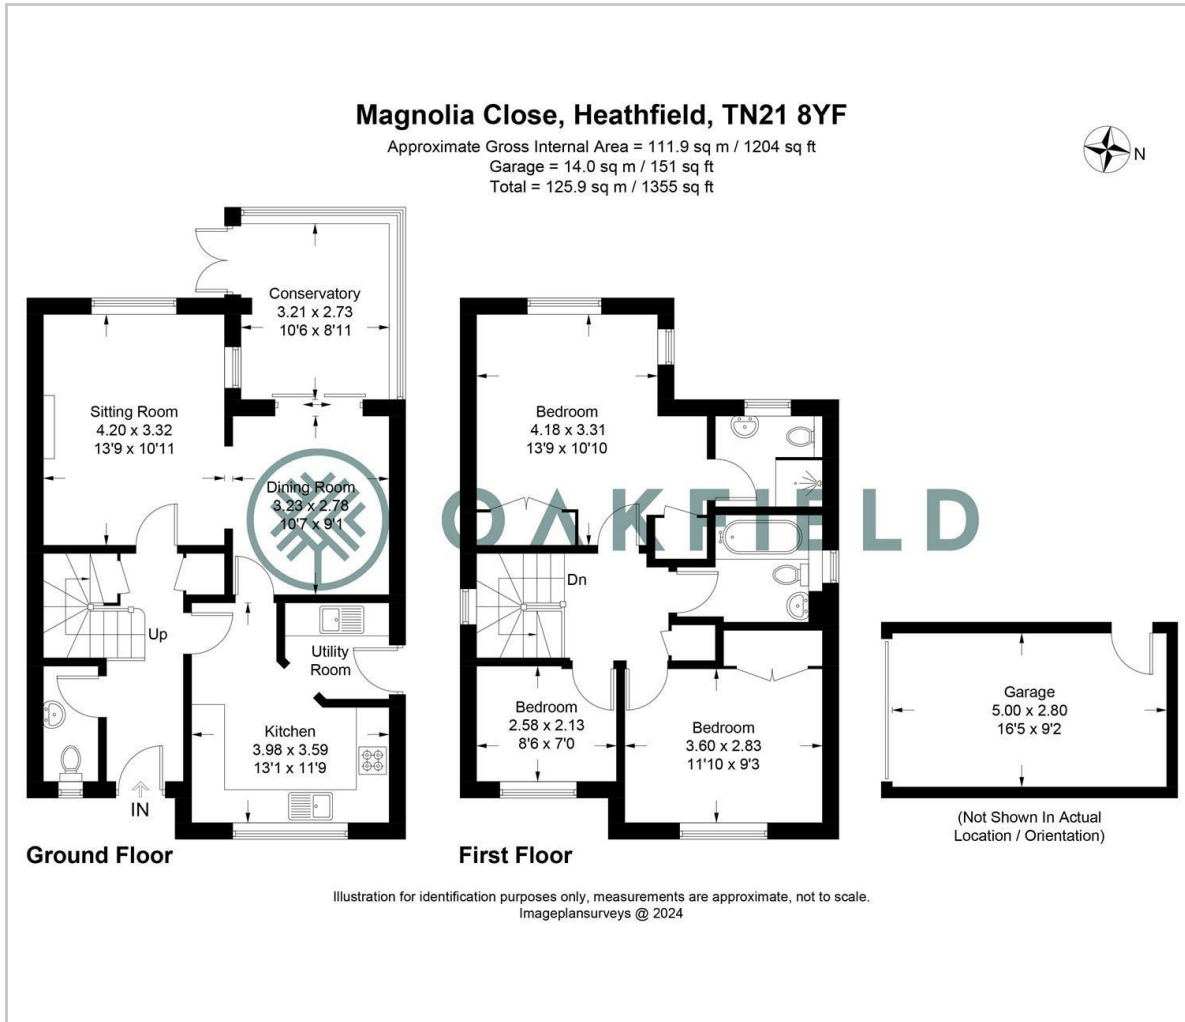 Magnolia Close, Heathfield, TN21 8YF
Approximate Gross Internal Area = 111.9 sq m / 1204 sq ft
Garage = 14.0 sq m / 151 sq ft
Total = 125.9 sq m / 1355 sq ft
N
Conservatory
3.21 x 2.73
10'6 x 8'11
Sitting Room
4.20 x 3.32
13'9 x 10'11
Dining Room
3.23 x 2.78
10'7 x 9'1
Up
Utility
Room
Kitchen
3.98 x 3.59
13'1 x 11'9
IN
Ground Floor
Bedroom
4.18 x 3.31
13'9 x 10'10
OAKFIELD
Dn
Bedroom
2.58 x 2.13
8'6 x 7'0
Bedroom
3.60 x 2.83
11'10 x 9'3
First Floor
Garage
5.00 x 2.80
16'5 x 9'2
(Not Shown In Actual
Location / Orientation)
Illustration for identification purposes only, measurements are approximate, not to scale.
Imageplansurveys @ 2024